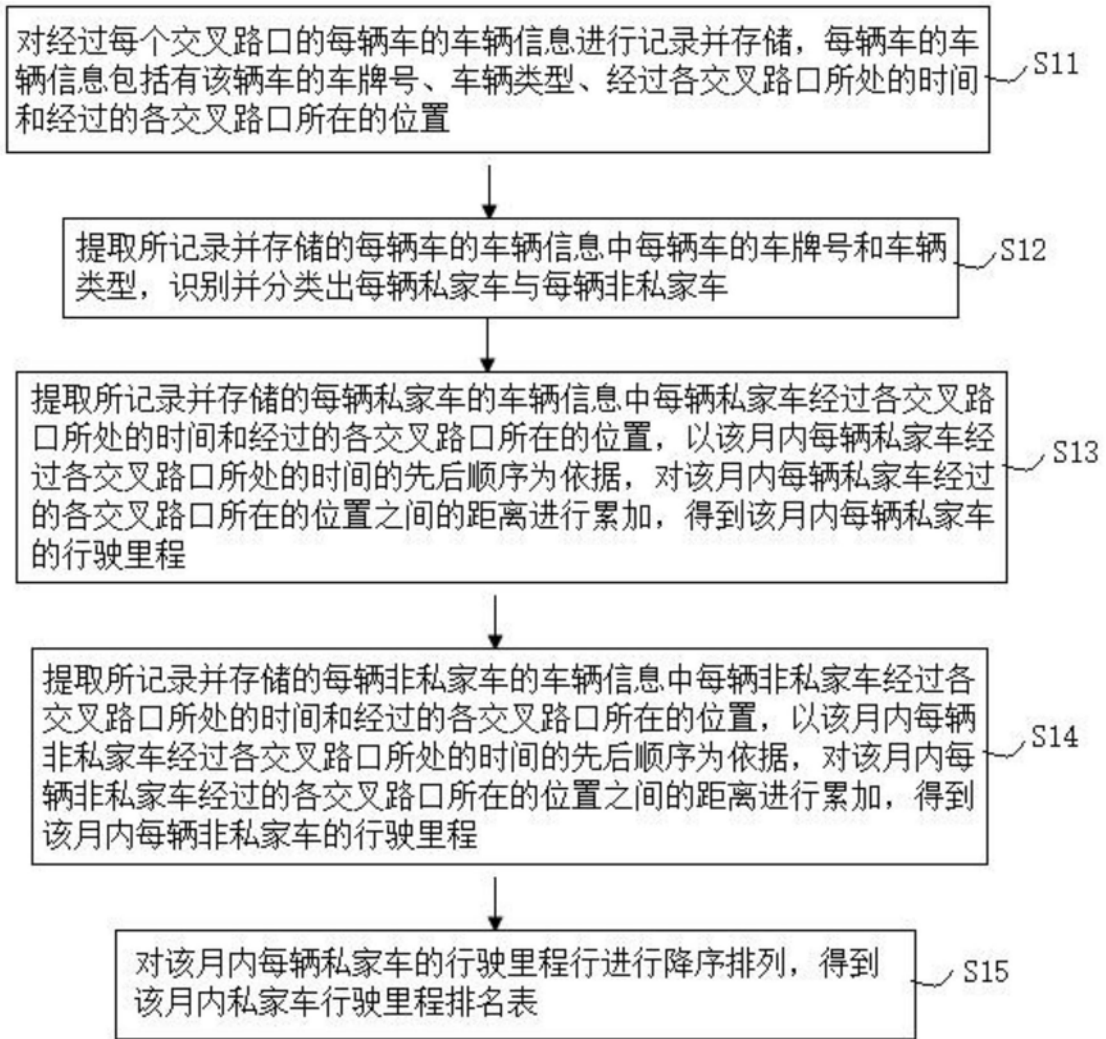 对经过每个交叉路口的每辆车的车辆信息进行记录并存储，每辆车的车
辆信息包括有该辆车的车牌号、车辆类型、经过各交叉路口所处的时间
和经过的各交叉路口所在的位置
S11
提取所记录并存储的每辆车的车辆信息中每辆车的车牌号和车辆
类型，识别并分类出每辆私家车与每辆非私家车
S12
提取所记录并存储的每辆私家车的车辆信息中每辆私家车经过各交叉路
口所处的时间和经过的各交叉路口所在的位置，以该月内每辆私家车经
过各交叉路口所处的时间的先后顺序为依据，对该月内每辆私家车经过
的各交叉路口所在的位置之间的距离进行累加，得到该月内每辆私家车
的行驶里程
S13
提取所记录并存储的每辆非私家车的车辆信息中每辆非私家车经过各
交叉路口所处的时间和经过的各交叉路口所在的位置，以该月内每辆
非私家车经过各交叉路口所处的时间的先后顺序为依据，对该月内每
辆非私家车经过的各交叉路口所在的位置之间的距离进行累加，得到
该月内每辆非私家车的行驶里程
S14
对该月内每辆私家车的行驶里程行进行降序排列，得到
该月内私家车行驶里程排名表
S15